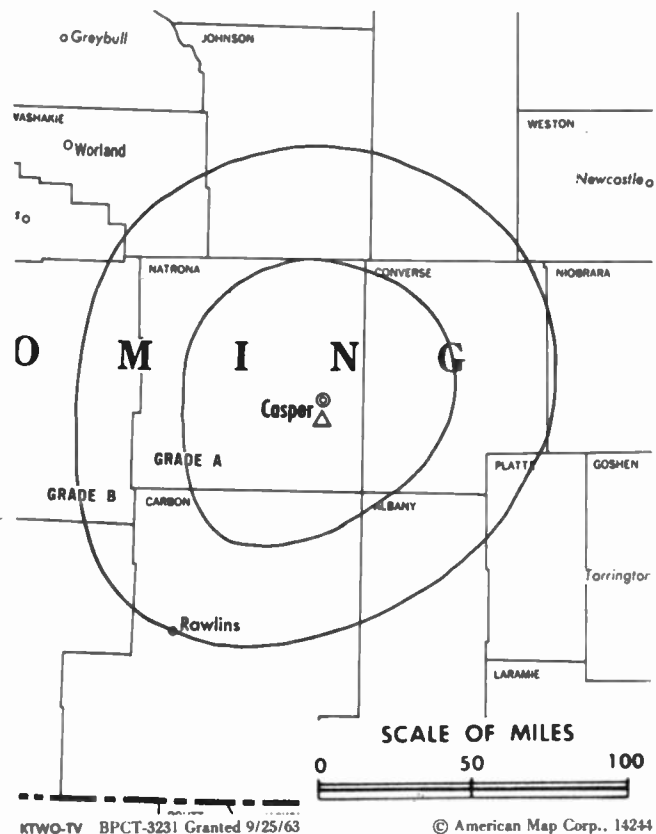 Greybull
JOHNSON
WASHAKIE
WESTON
Worland
Newcastle
s
NATRONA
CONVERSE
NIOBRARA
O M I N G
Casper
GRADE A
PLATTE
GOSHEN
GRADE B
CARBON
ALBANY
Torrington
Rawlins
LARAMIE
SCALE OF MILES
0 50 100
KTWO-TV BPCT-3231 Granted 9/25/63
© American Map Corp., 14244